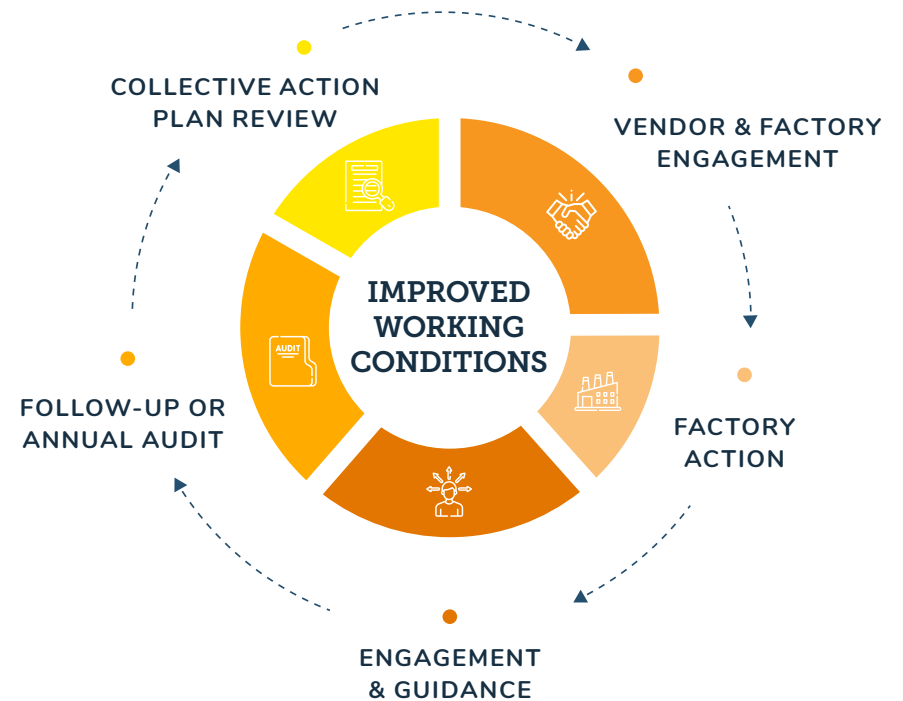 COLLECTIVE ACTION
PLAN REVIEW
VENDOR & FACTORY
ENGAGEMENT
IMPROVED
WORKING
CONDITIONS
AUDIT
FACTORY
ACTION
FOLLOW-UP OR
ANNUAL AUDIT
ENGAGEMENT
& GUIDANCE